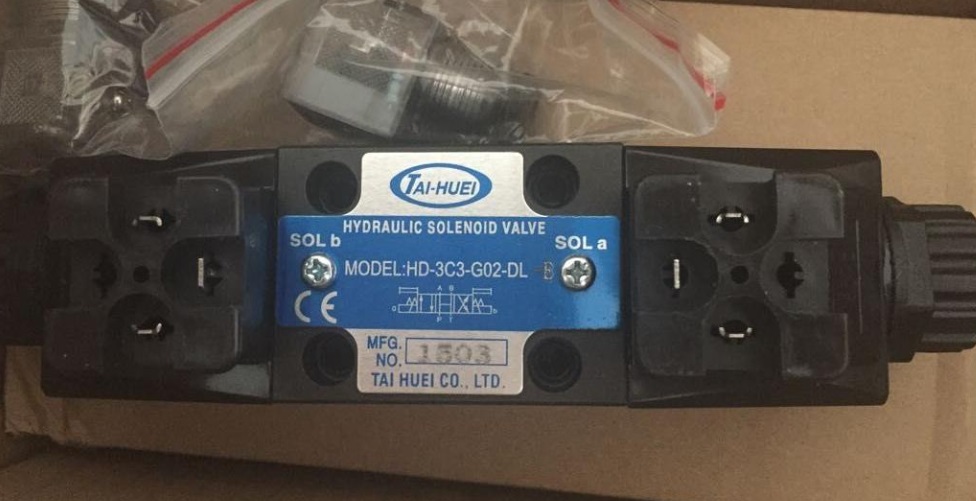 TAI-HUEI
HYDRAULIC SOLENOID VALVE
SOL b SOL a
MODEL:HD-3C3-G02-DL
CE
A B
P T
MFG. NO. 1503
TAI HUEI CO., LTD.